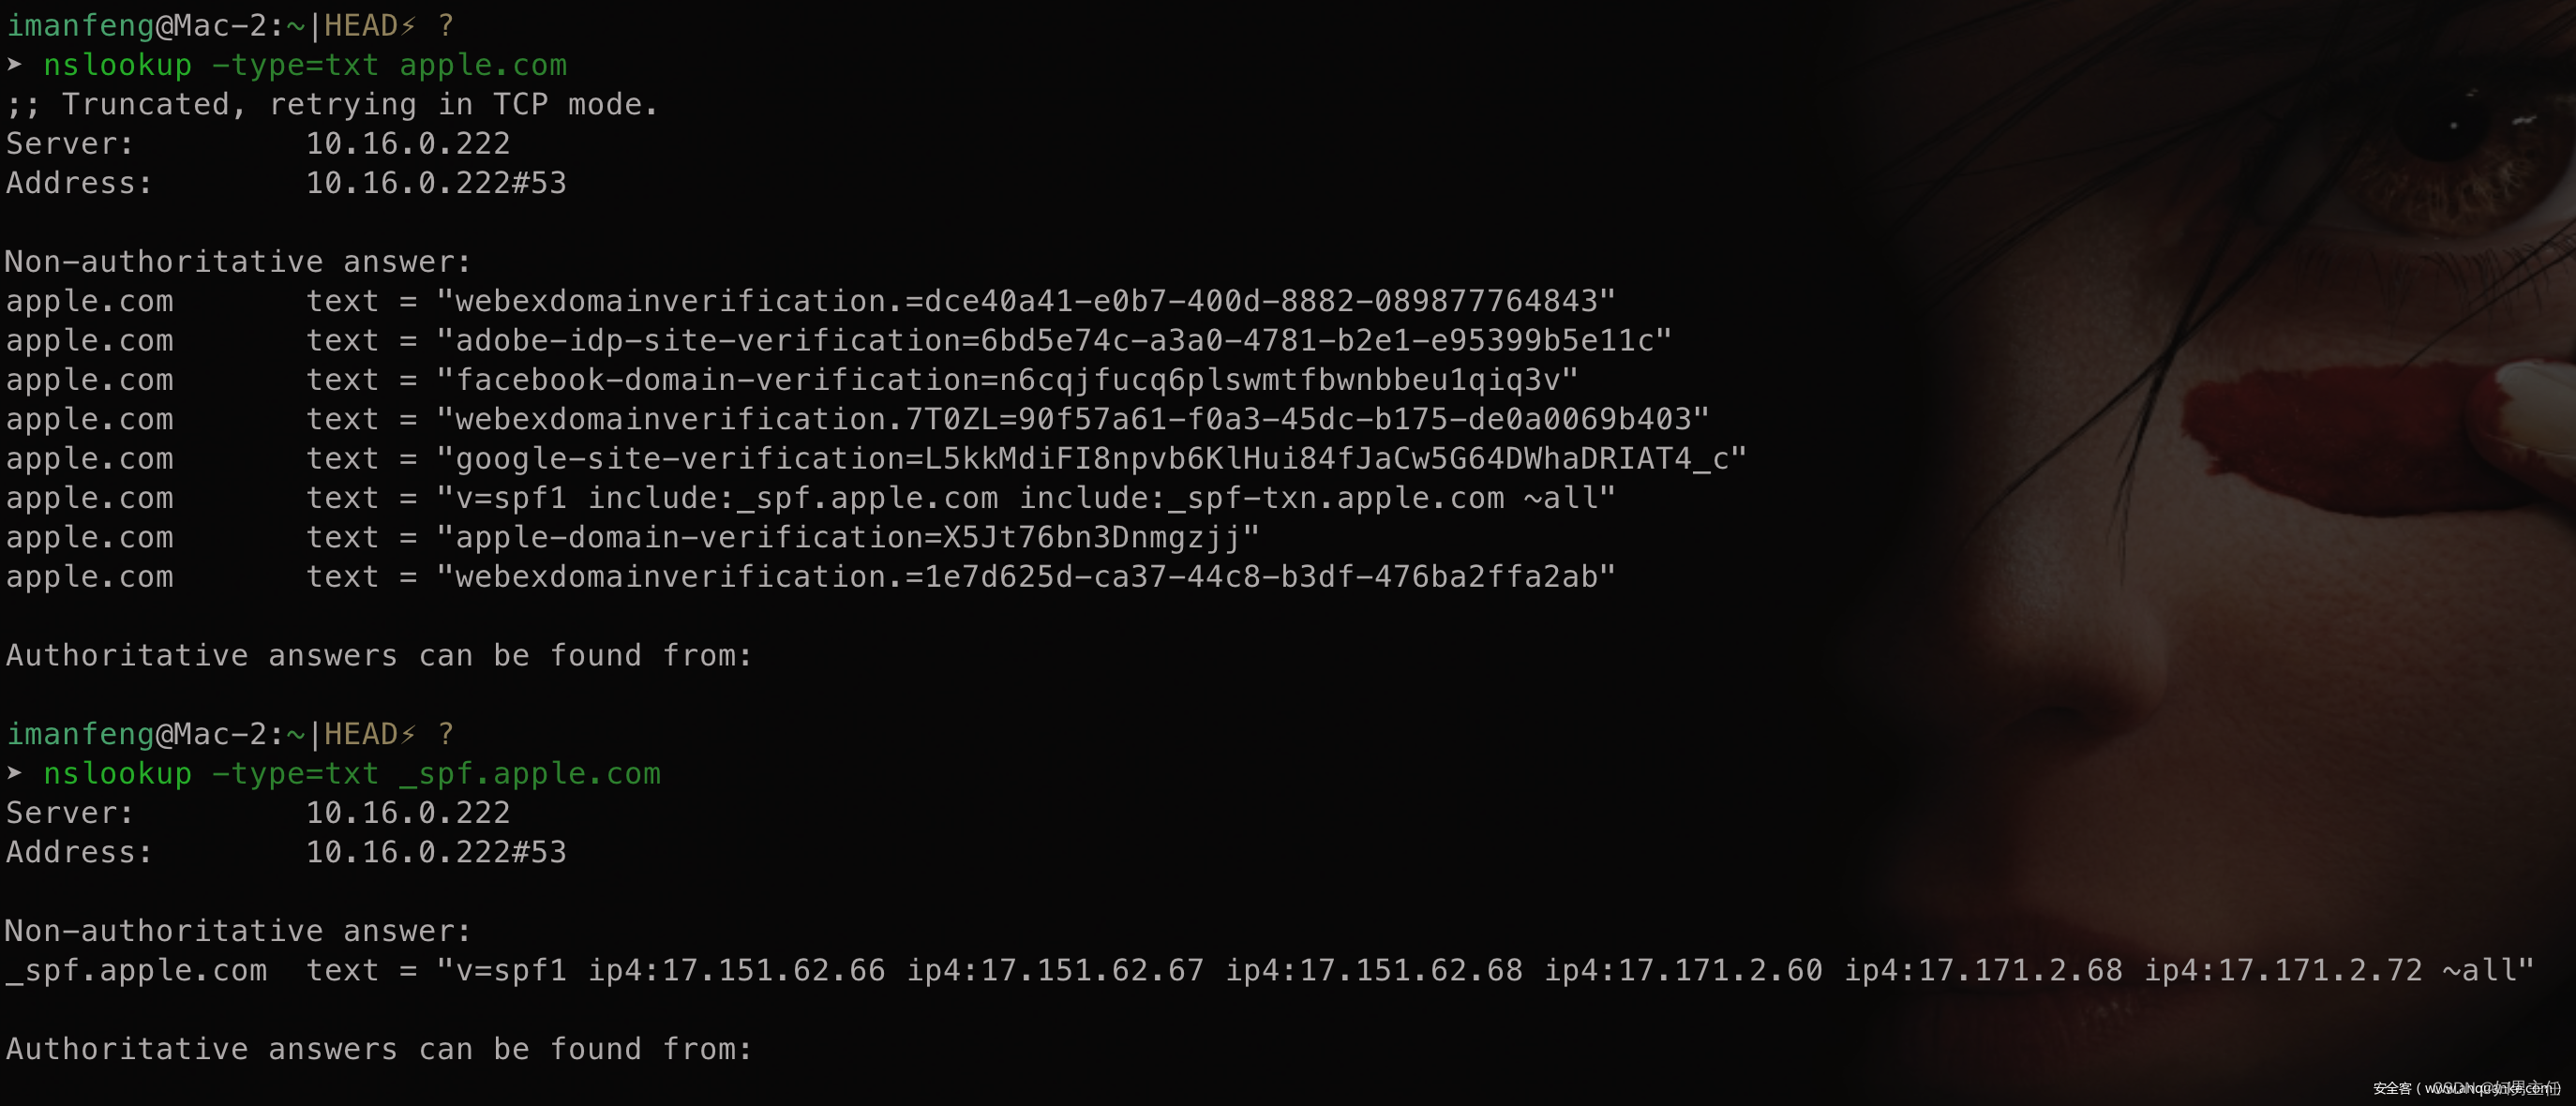 imanfeng@Mac-2:~|HEAD⚡ ?
➤ nslookup -type=txt apple.com
;; Truncated, retrying in TCP mode.
Server: 10.16.0.222
Address: 10.16.0.222#53
Non-authoritative answer:
apple.com text = "webexdomainverification.=dce40a41-e0b7-400d-8882-089877764843"
apple.com text = "adobe-idp-site-verification=6bd5e74c-a3a0-4781-b2e1-e95399b5e11c"
apple.com text = "facebook-domain-verification=n6cqjfucq6plswmtfbwnbbeu1qiq3v"
apple.com text = "webexdomainverification.7T0ZL=90f57a61-f0a3-45dc-b175-de0a0069b403"
apple.com text = "google-site-verification=L5kkMdiFI8npvb6KlHui84fJaCw5G64DWhaDRIAT4_c"
apple.com text = "v=spf1 include:_spf.apple.com include:_spf-txn.apple.com ~all"
apple.com text = "apple-domain-verification=X5Jt76bn3Dnmgzjj"
apple.com text = "webexdomainverification.=1e7d625d-ca37-44c8-b3df-476ba2ffa2ab"
Authoritative answers can be found from:
imanfeng@Mac-2:~|HEAD⚡ ?
➤ nslookup -type=txt _spf.apple.com
Server: 10.16.0.222
Address: 10.16.0.222#53
Non-authoritative answer:
_spf.apple.com text = "v=spf1 ip4:17.151.62.66 ip4:17.151.62.67 ip4:17.151.62.68 ip4:17.171.2.60 ip4:17.171.2.68 ip4:17.171.2.72 ~all"
Authoritative answers can be found from:
安全客 ( www.anquanke.com )